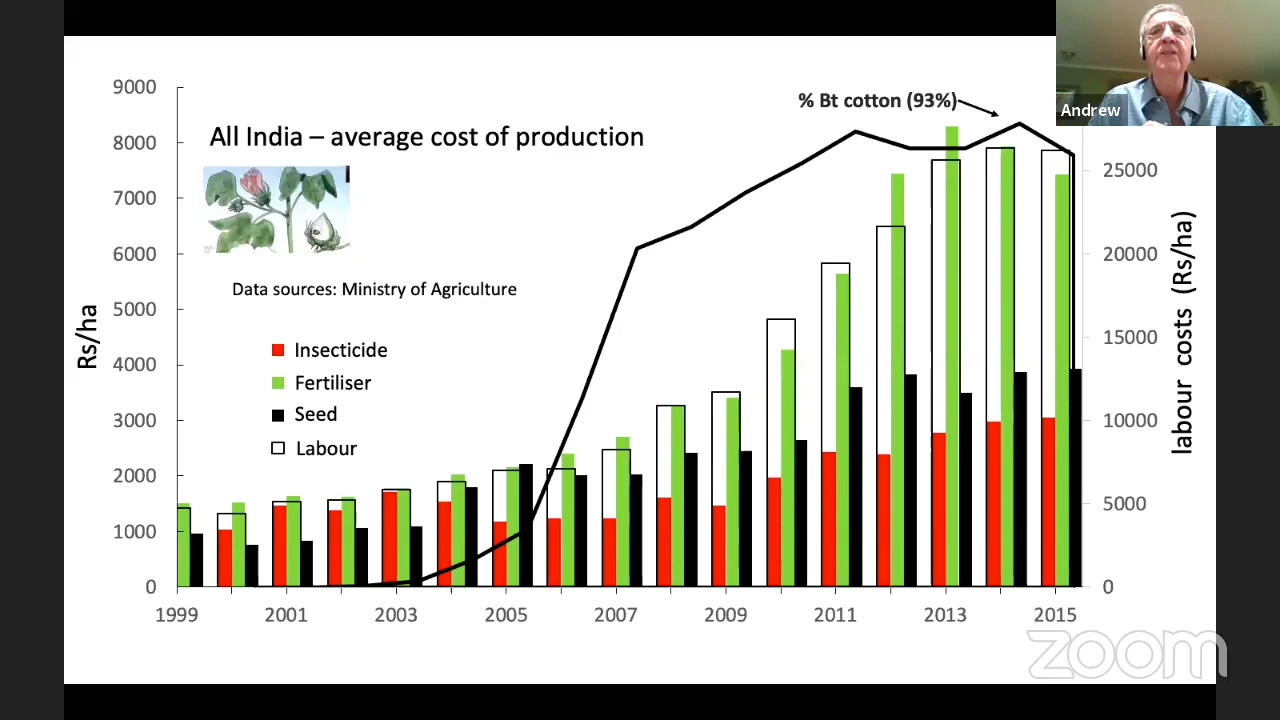 % Bt cotton (93%)
Andrew
All India – average cost of production
Data sources: Ministry of Agriculture
Insecticide
Fertiliser
Seed
Labour
Rs/ha
9000
8000
7000
6000
5000
4000
3000
2000
1000
0
25000
20000
15000
10000
5000
0
labour costs (Rs/ha)
1999 2001 2003 2005 2007 2009 2011 2013 2015
zoom